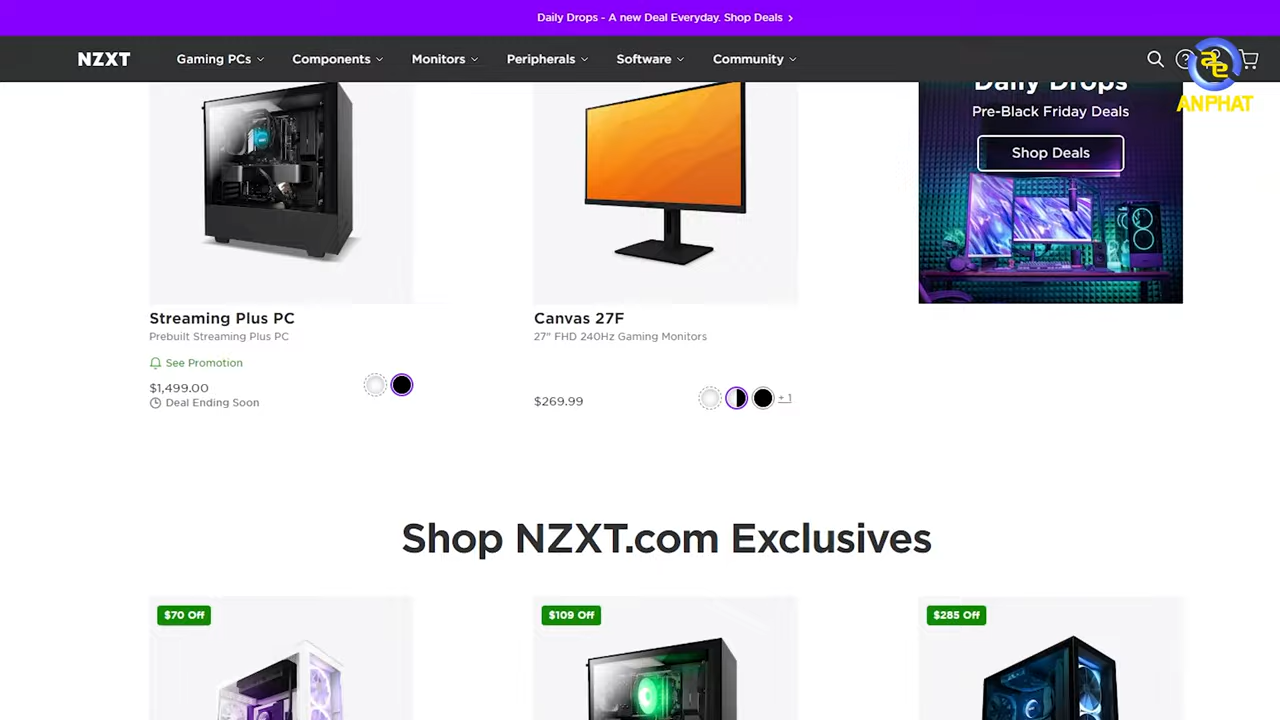 Daily Drops - A new Deal Everyday. Shop Deals
NZXT
Gaming PCs
Components
Monitors
Peripherals
Software
Community
ae
ANPHAT
Daily Drops
Pre-Black Friday Deals
Shop Deals
Streaming Plus PC
Prebuilt Streaming Plus PC
See Promotion
$1,499.00
Deal Ending Soon
Canvas 27F
27" FHD 240Hz Gaming Monitors
$269.99
+ 1
Shop NZXT.com Exclusives
$70 Off
$109 Off
$285 Off